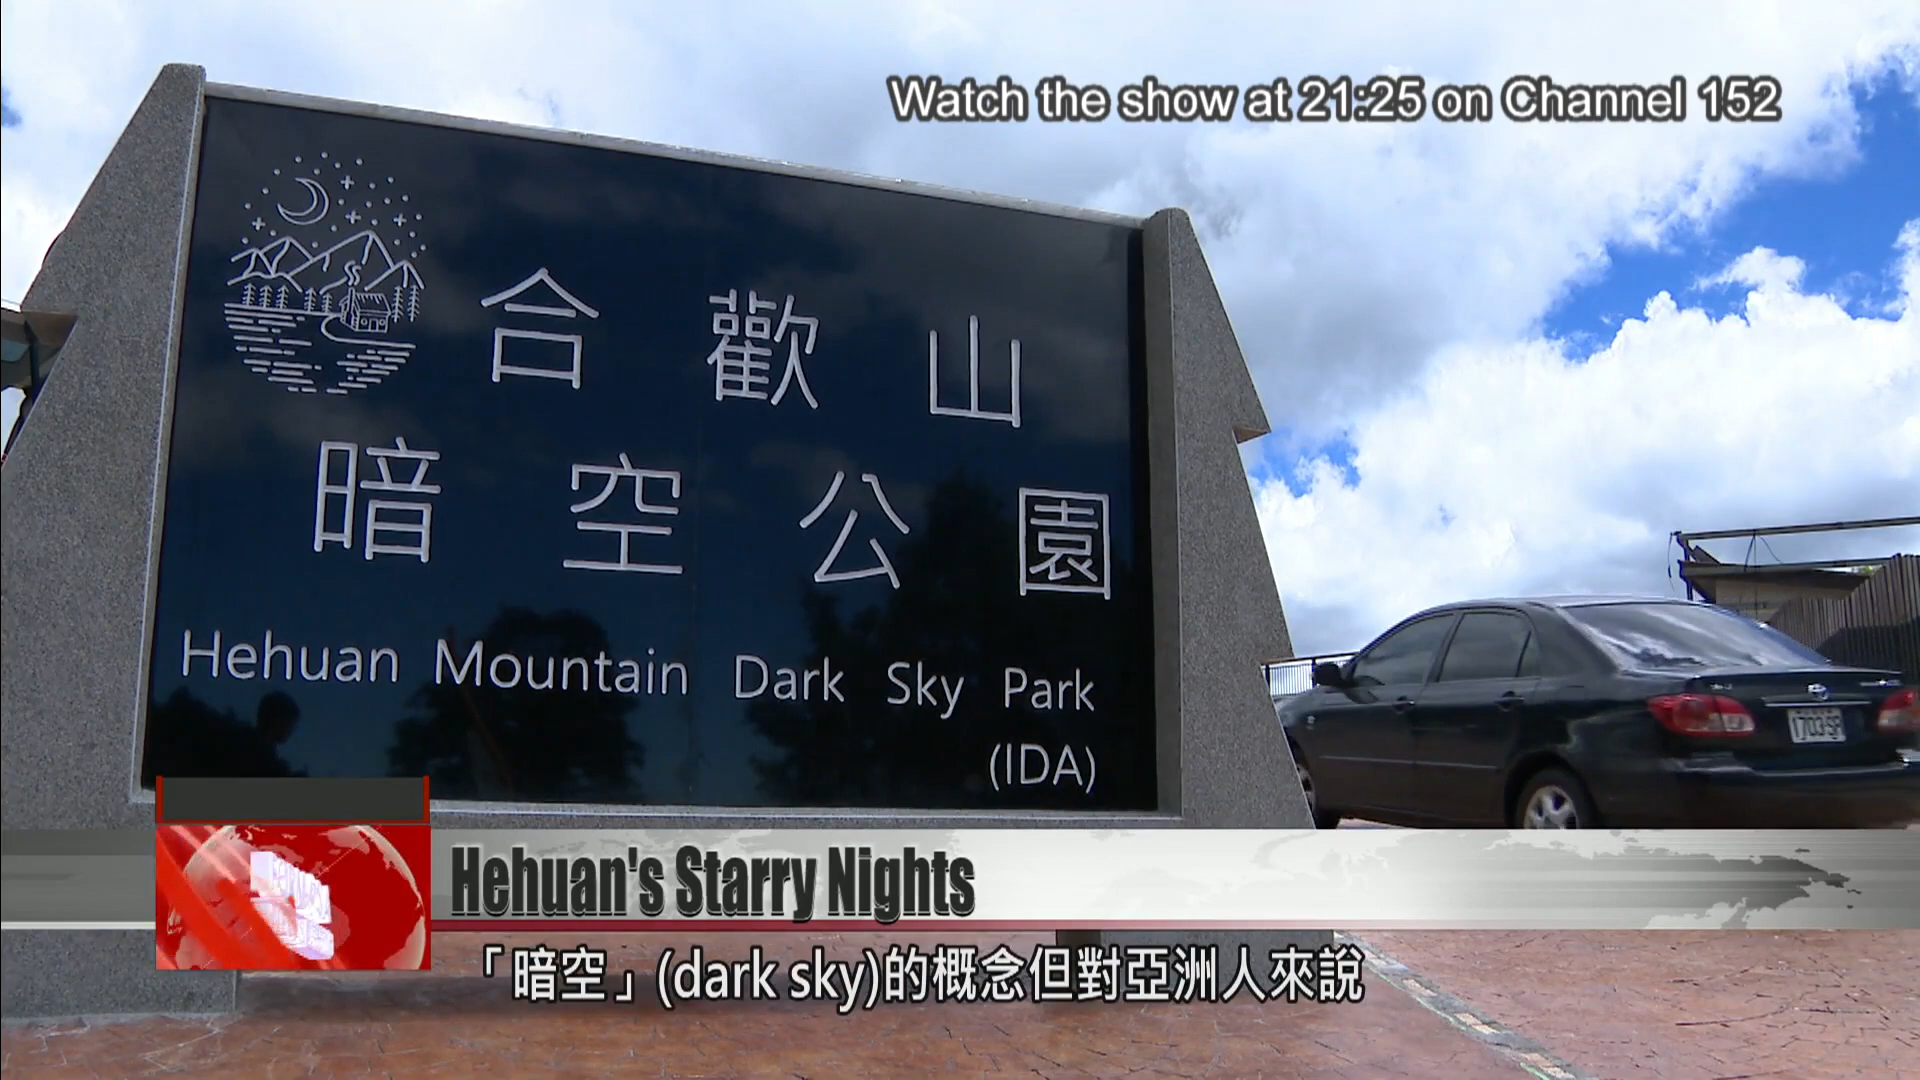 Watch the show at 21:25 on Channel 152
合歡山
暗空公園
Hehuan Mountain Dark Sky Park
(IDA)
1703-SP
Hehuan's Starry Nights
「暗空」(dark sky)的概念但對亞洲人來說